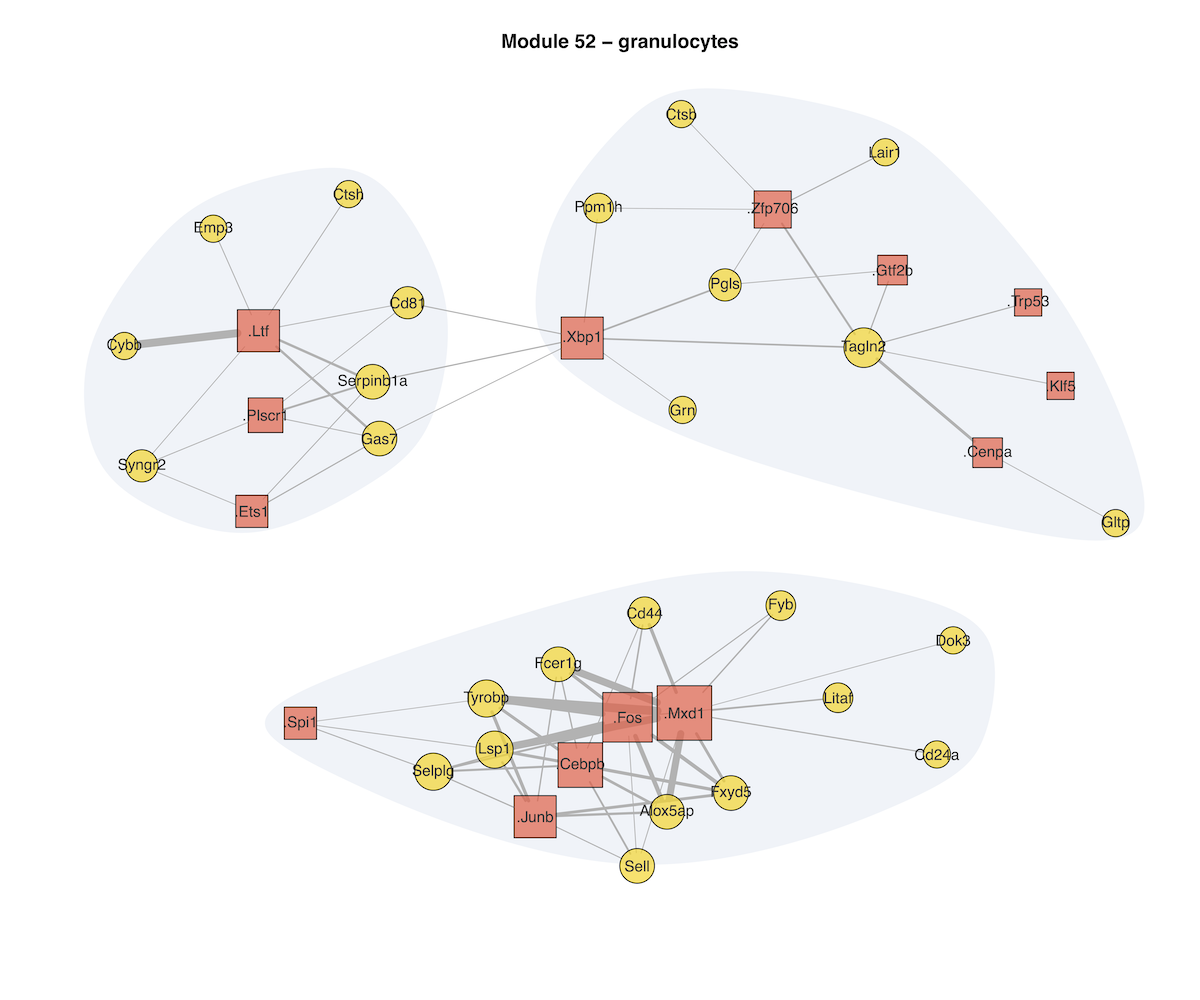 Module 52 – granulocytes
Ctsb
Lair1
Ctsh
Ppm1h
.Zfp706
Emp3
.Gtf2b
Pgls
.Trp53
Cd81
.Ltf
.Xbp1
Cybb
Tagln2
Serpinb1a
.Klf5
Grn
.Plscr1
Gas7
.Cenpa
Syngr2
.Ets1
Gltp
Fyb
Cd44
Dok3
Fcer1g
Tyrobp
Litaf
.Mxd1
.Fos
.Spi1
Lsp1
Cd24a
.Cebpb
Selplg
Fxyd5
Alox5ap
.Junb
Sell